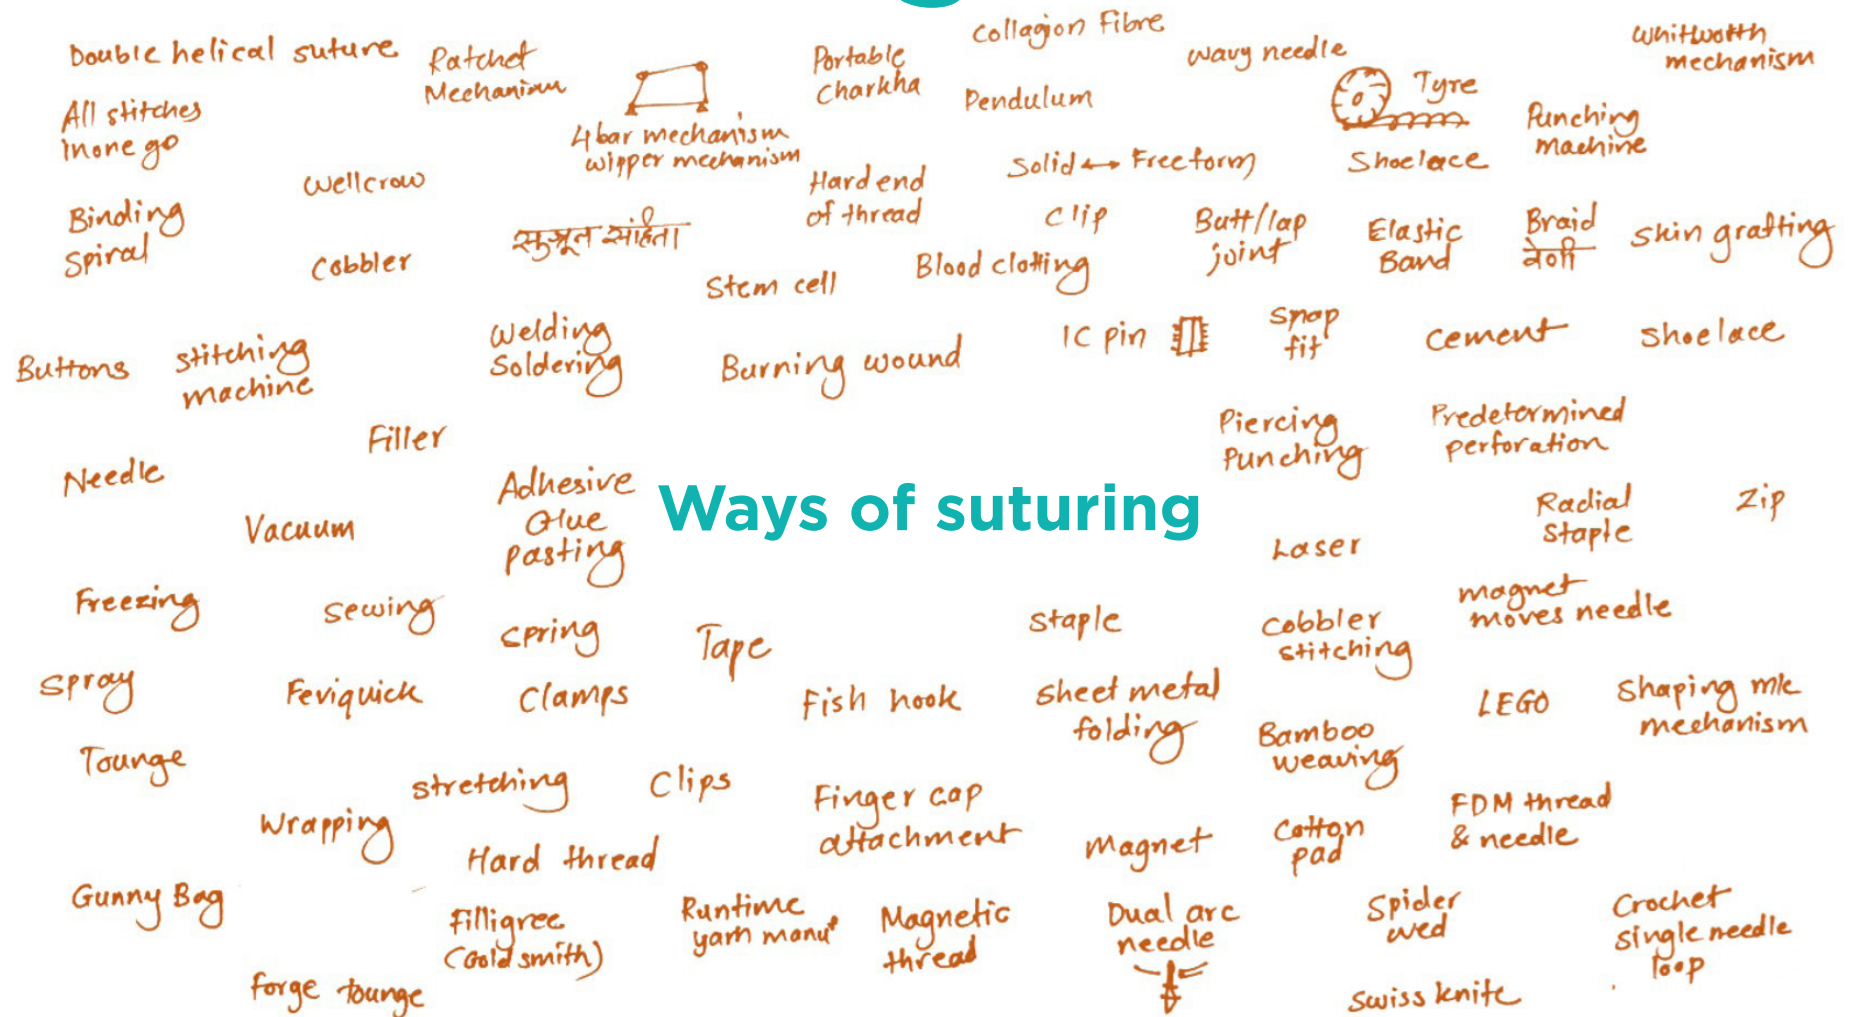 Double helical suture
Ratchet
Mechanism
Portable
Charkha
Collagion Fibre
Wavy needle
Whitworth
mechanism
All stitches
inone go
4 bar mechanism
wipper mechanism
Pendulum
Tyre
Punching
machine
Wellcrow
Hard end
of thread
Solid ↔ Freeform
Shoelace
Binding
Spiral
Cobbler
सुश्रूत संहिता
Stem cell
Blood clotting
Clip
Butt/lap
joint
Elastic
Band
Braid
वेणी
Skin grafting
Buttons
Stitching
machine
Welding
Soldering
Burning wound
IC pin
Snap
fit
Cement
Shoelace
Needle
Filler
Vacuum
Adhesive
Glue
Pasting
Ways of suturing
Piercing
Punching
Predetermined
perforation
Laser
Radial
Staple
Zip
Freezing
Sewing
Spring
Tape
Staple
Cobbler
stitching
magnet
moves needle
Spray
Feviquick
Clamps
Fish hook
Sheet metal
folding
Bamboo
weaving
LEGO
Shaping m/c
mechanism
Tounge
Wrapping
Stretching
Clips
Finger cap
attachment
Magnet
Cotton
pad
FDM thread
& needle
Hard thread
Gunny Bag
Forge tounge
Filligree
(Gold smith)
Runtime
yarn manuf
Magnetic
thread
Dual arc
needle
Spider
wed
Swiss knife
Crochet
single needle
loop